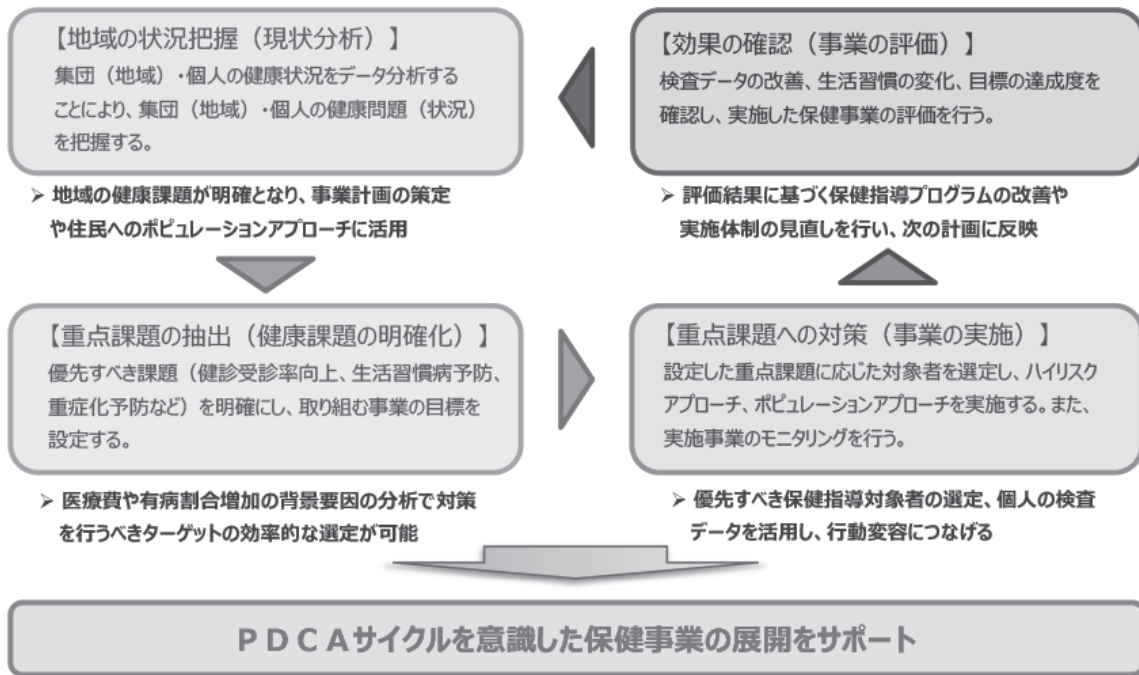 【地域の状況把握（現状分析）】
集団（地域）・個人の健康状況をデータ分析する
ことにより、集団（地域）・個人の健康問題（状況）
を把握する。
➢ 地域の健康課題が明確となり、事業計画の策定
や住民へのポピュレーションアプローチに活用
【重点課題の抽出（健康課題の明確化）】
優先すべき課題（健診受診率向上、生活習慣病予防、
重症化予防など）を明確にし、取り組む事業の目標を
設定する。
➢ 医療費や有病割合増加の背景要因の分析で対策
を行うべきターゲットの効率的な選定が可能
【重点課題への対策（事業の実施）】
設定した重点課題に応じた対象者を選定し、ハイリスク
アプローチ、ポピュレーションアプローチを実施する。また、
実施事業のモニタリングを行う。
➢ 優先すべき保健指導対象者の選定、個人の検査
データを活用し、行動変容につなげる
【効果の確認（事業の評価）】
検査データの改善、生活習慣の変化、目標の達成度を
確認し、実施した保健事業の評価を行う。
➢ 評価結果に基づく保健指導プログラムの改善や
実施体制の見直しを行い、次の計画に反映
ＰＤＣＡサイクルを意識した保健事業の展開をサポート